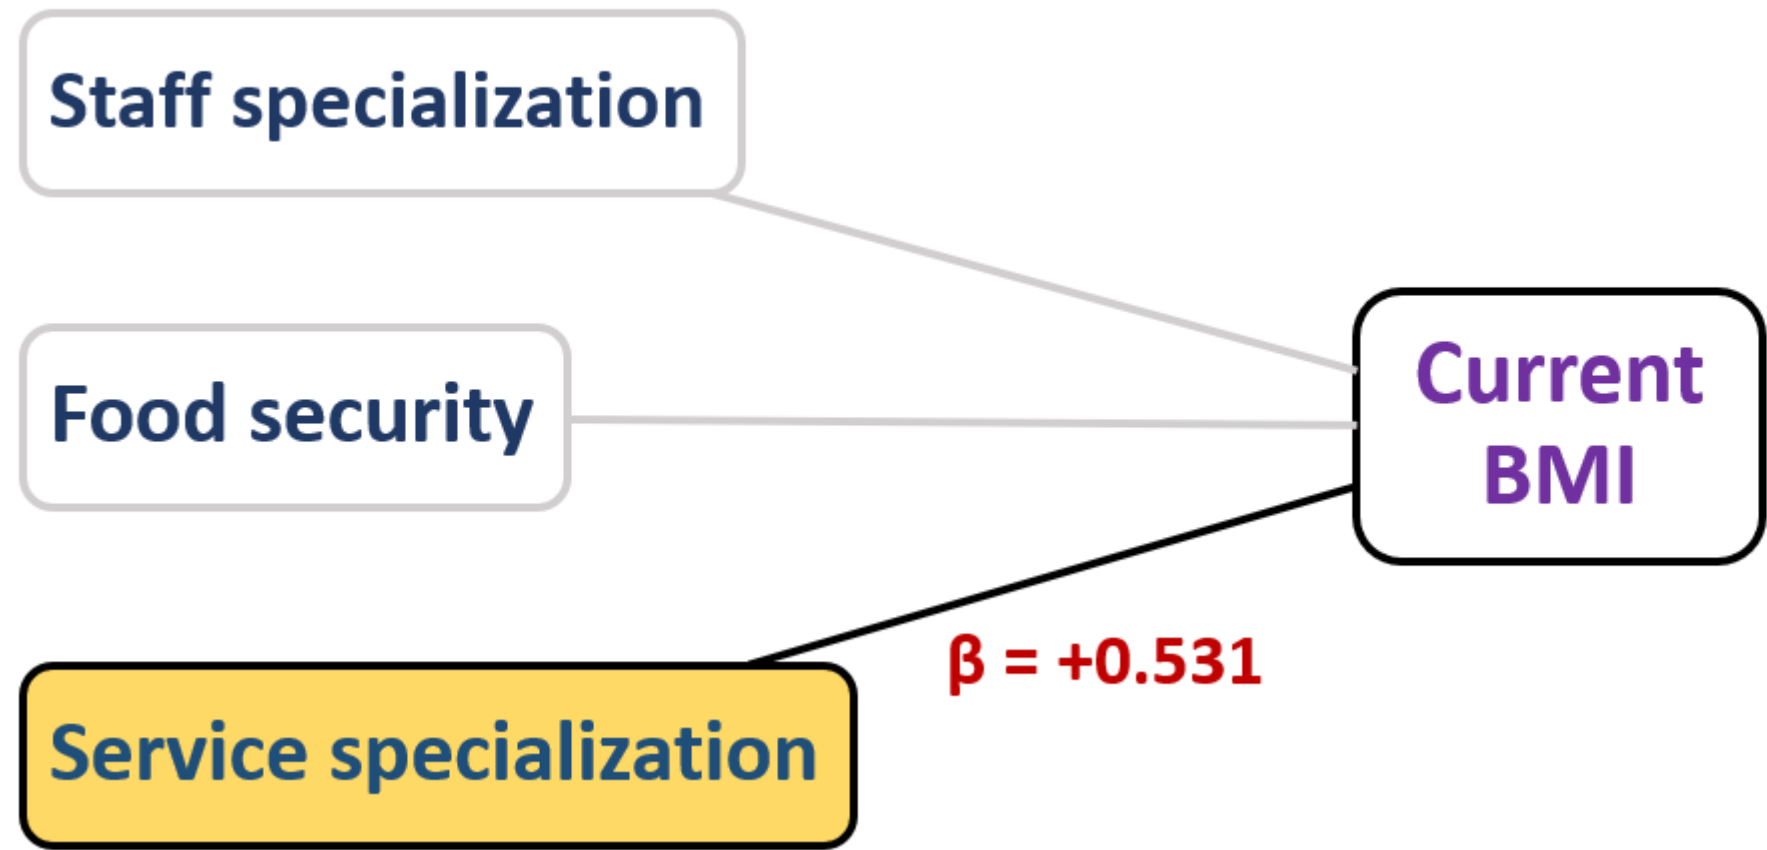 Staff specialization
Food security
Current
BMI
β = +0.531
Service specialization